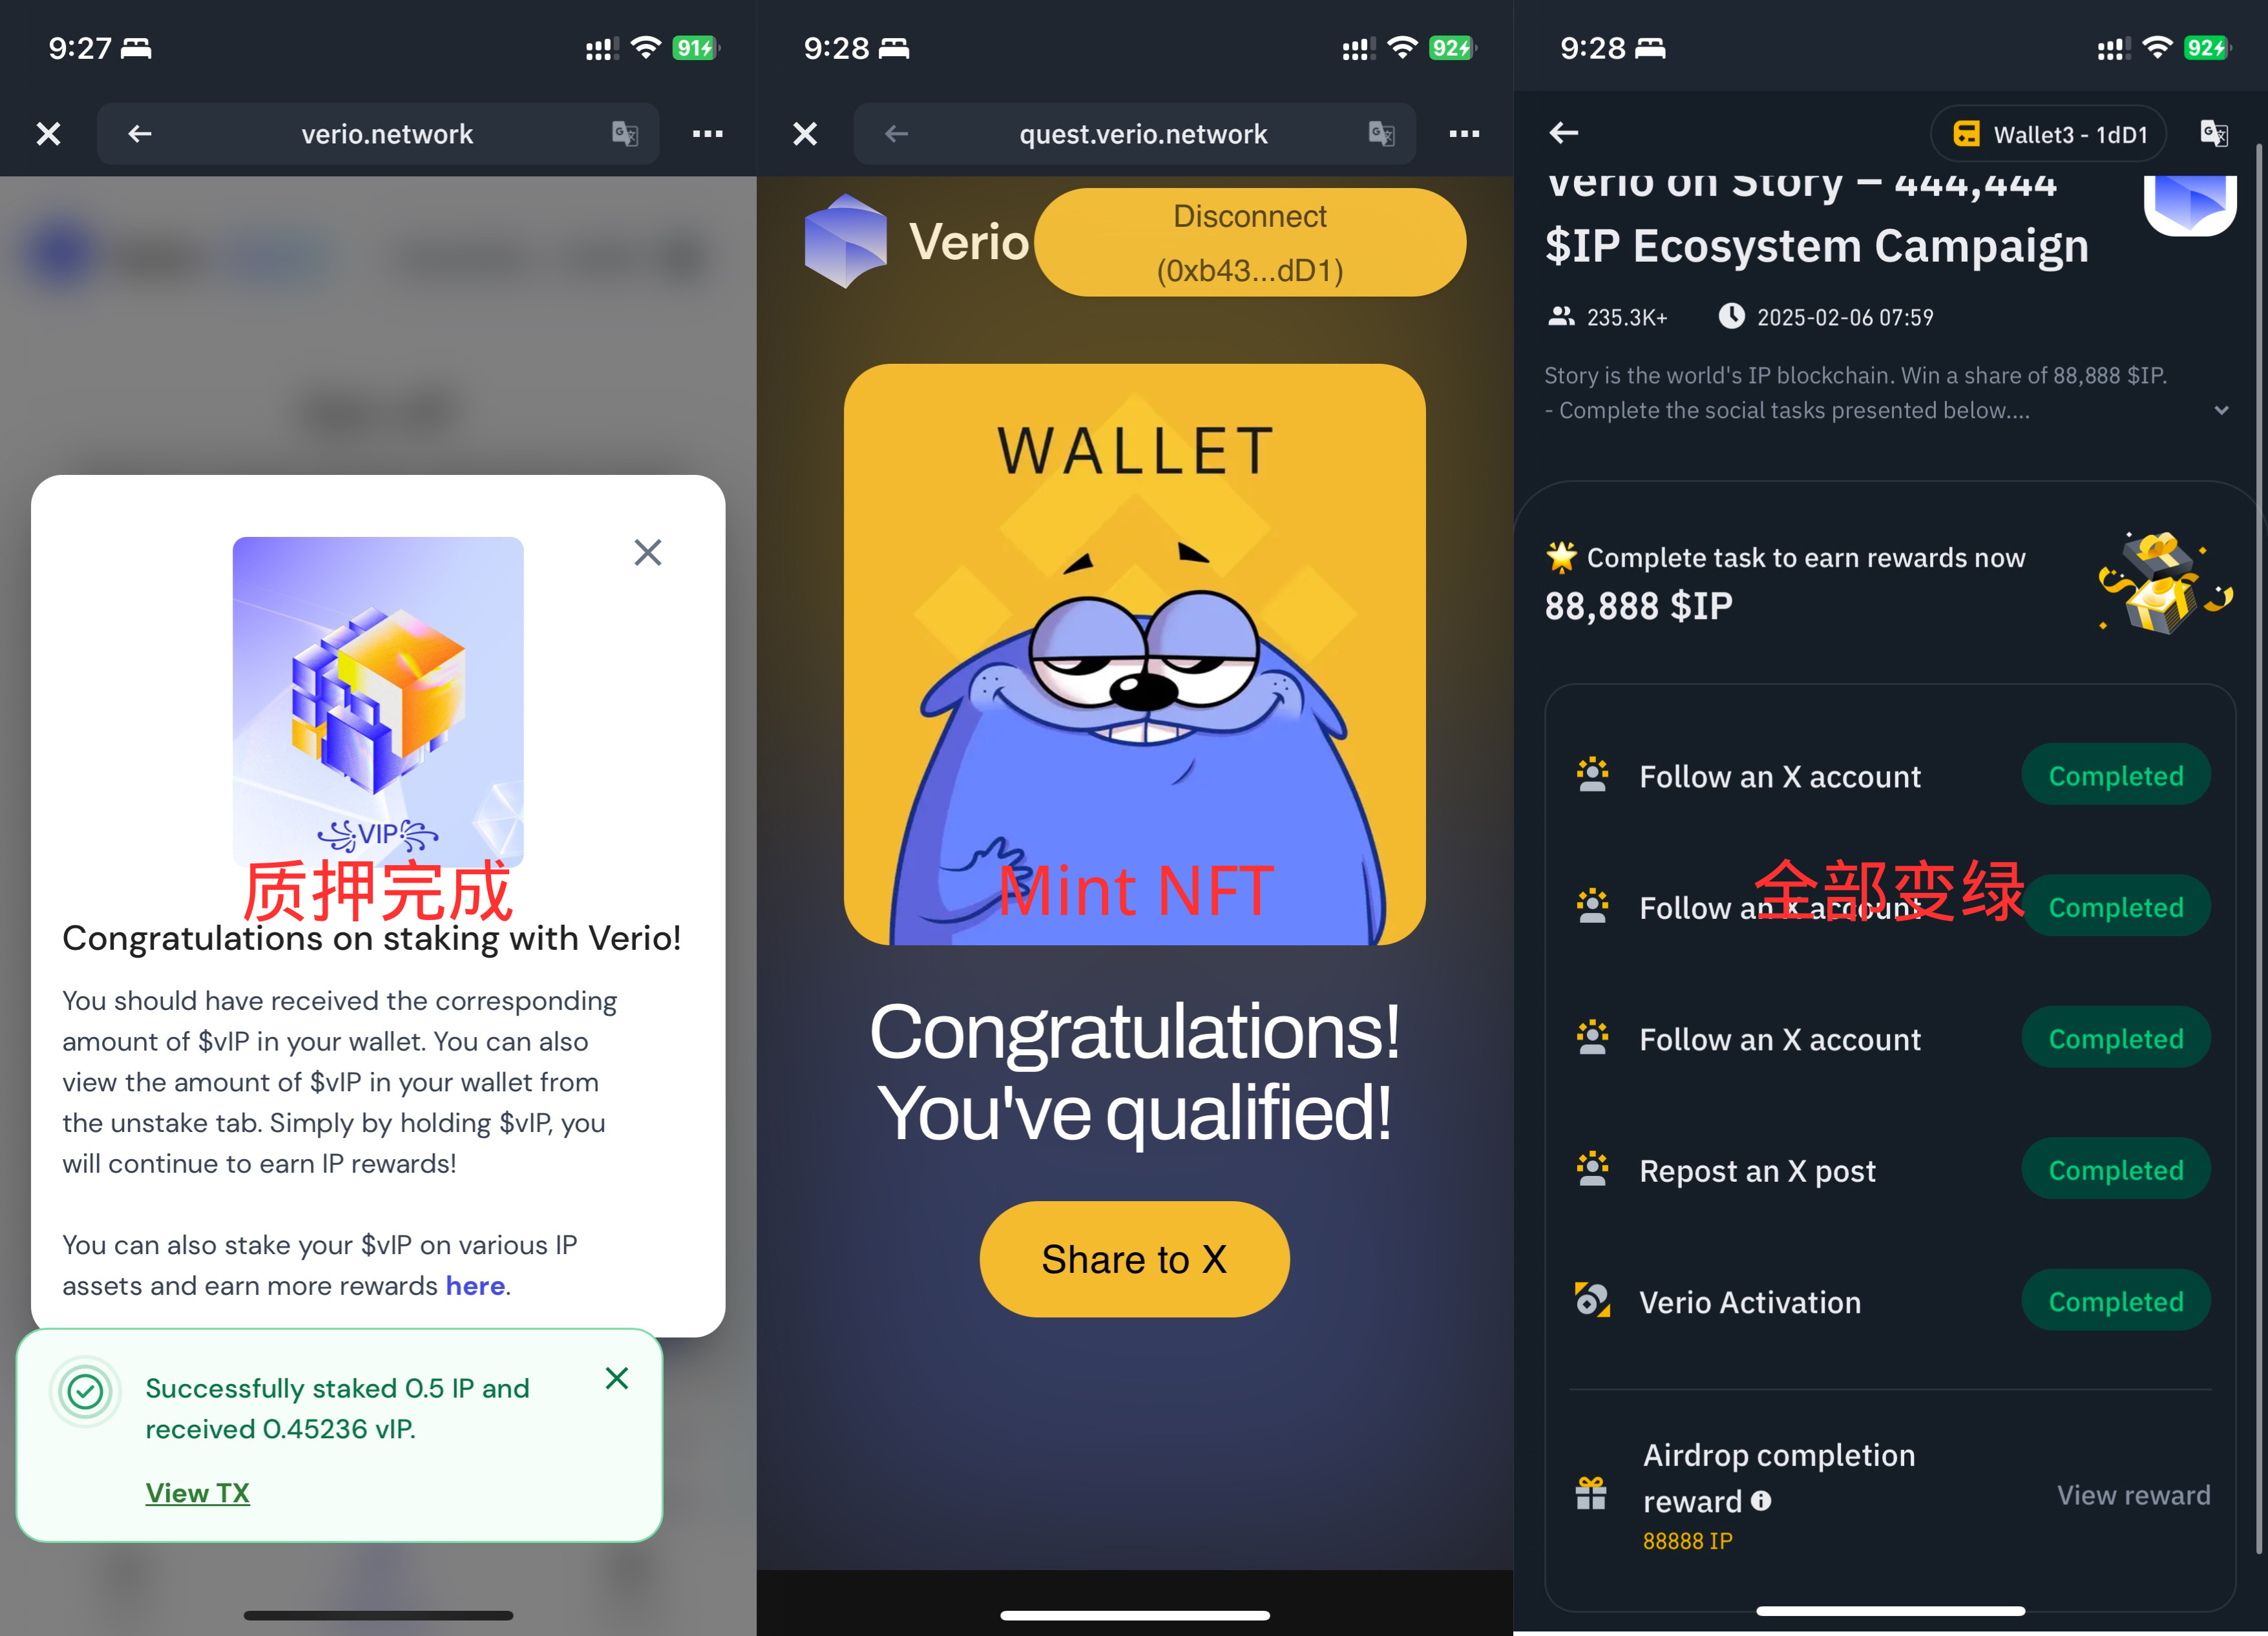 9:27
91
verio.network
VIP
质押完成
Congratulations on staking with Verio!
You should have received the corresponding
amount of $vIP in your wallet. You can also
view the amount of $vIP in your wallet from
the unstake tab. Simply by holding $vIP, you
will continue to earn IP rewards!
You can also stake your $vIP on various IP
assets and earn more rewards here.
Successfully staked 0.5 IP and
received 0.45236 vIP.
View TX
9:28
92
quest.verio.network
Verio
Disconnect
(0xb43...dD1)
WALLET
Mint NFT
Congratulations!
You've qualified!
Share to X
9:28
92
Wallet3 - 1dD1
Verio on Story – 444,444
$IP Ecosystem Campaign
235.3K+
2025-02-06 07:59
Story is the world's IP blockchain. Win a share of 88,888 $IP.
- Complete the social tasks presented below....
Complete task to earn rewards now
88,888 $IP
Follow an X account
Completed
全部变绿
Follow an X account
Completed
Follow an X account
Completed
Repost an X post
Completed
Verio Activation
Completed
Airdrop completion
reward
View reward
88888 IP